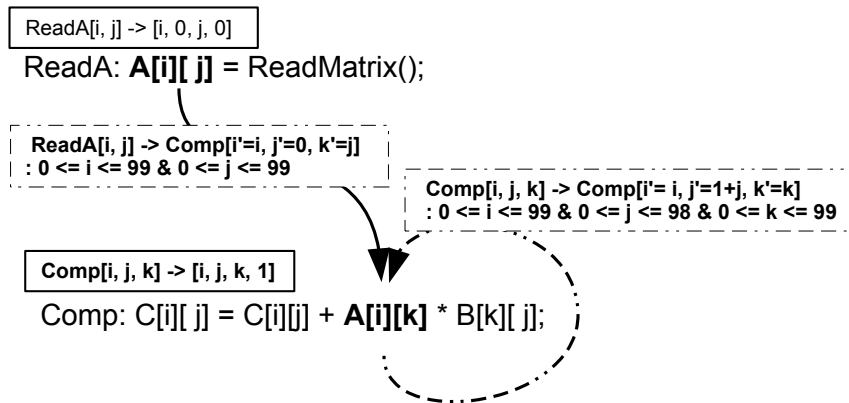 ReadA[i, j] -> [i, 0, j, 0]
ReadA: A[i][ j] = ReadMatrix();
ReadA[i, j] -> Comp[i'=i, j'=0, k'=j]
: 0 <= i <= 99 & 0 <= j <= 99
Comp[i, j, k] -> Comp[i'= i, j'=1+j, k'=k]
: 0 <= i <= 99 & 0 <= j <= 98 & 0 <= k <= 99
Comp[i, j, k] -> [i, j, k, 1]
Comp: C[i][ j] = C[i][j] + A[i][k] * B[k][ j];